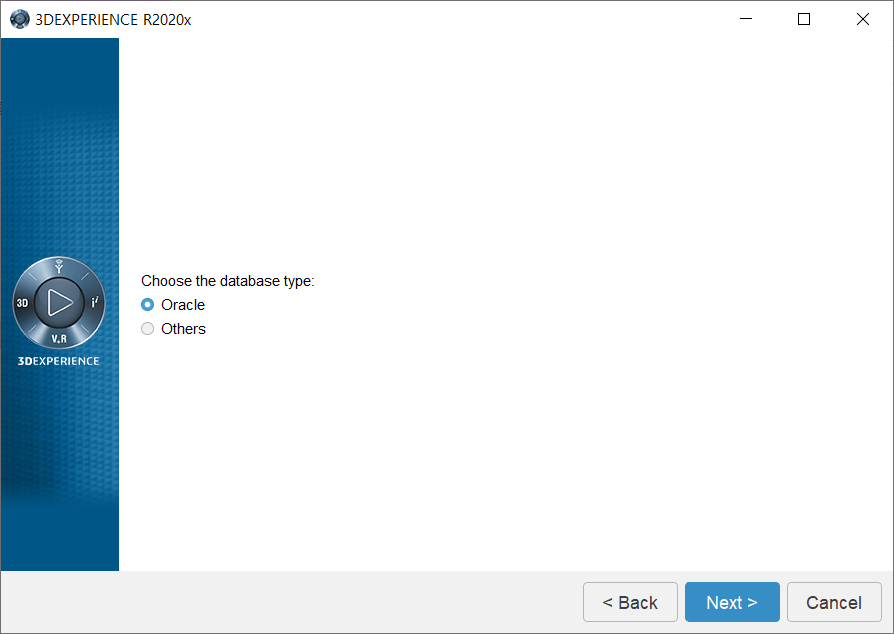 3DEXPERIENCE R2020x
3D
V.R
3DEXPERIENCE
Choose the database type:
Oracle
Others
< Back
Next >
Cancel